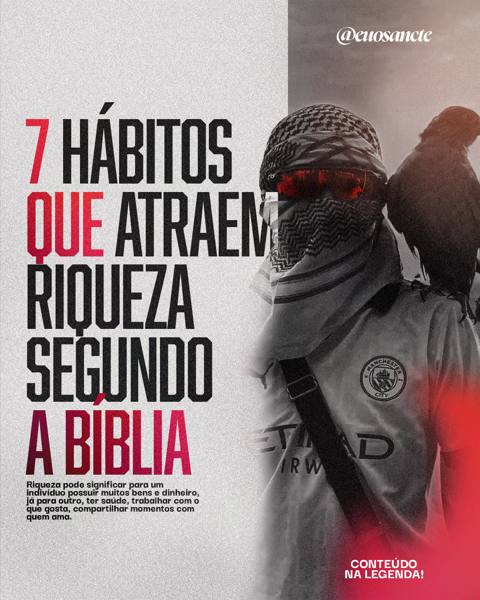 @euosancte
7 HÁBITOS
QUE ATRAEM
RIQUEZA
SEGUNDO
A BÍBLIA
Riqueza pode significar para um
indivíduo possuir muitos bens e dinheiro,
já para outro, ter saúde, trabalhar com o
que gosta, compartilhar momentos com
quem ama.
MANCHESTER
CITY
ETIHAD
AIRW
CONTEÚDO
NA LEGENDA!